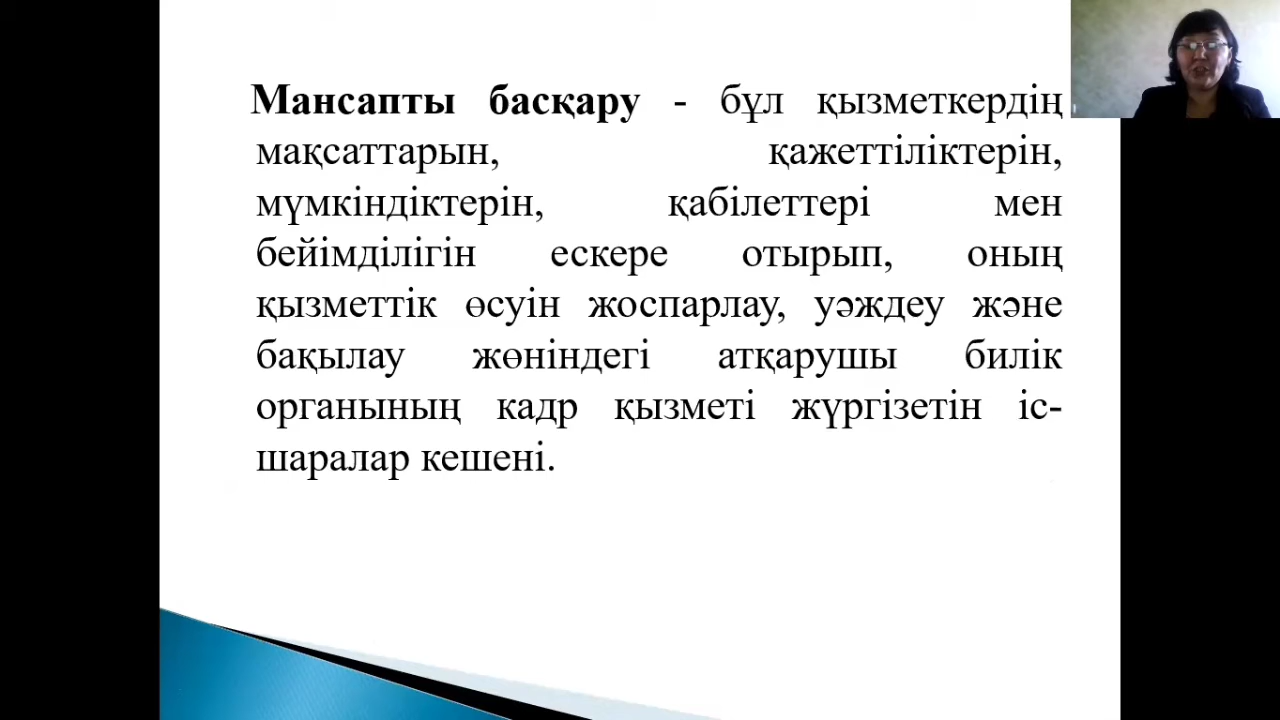 Мансапты басқару - бұл қызметкердің
мақсаттарын, қажеттіліктерін,
мүмкіндіктерін, қабілеттері мен
бейімділігін ескере отырып, оның
қызметтік өсуін жоспарлау, уәждеу және
бақылау жөніндегі атқарушы билік
органының кадр қызметі жүргізетін іс-
шаралар кешені.